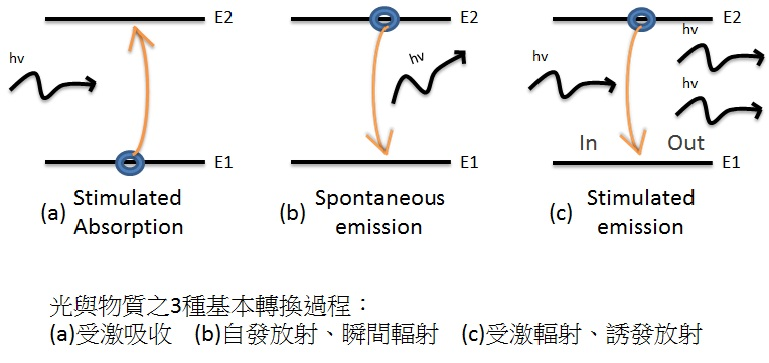 E2
hv
E1
(a) Stimulated Absorption
E2
hv
E1
(b) Spontaneous emission
E2
hv
hv
hv
In
Out
E1
(c) Stimulated emission
光與物質之3種基本轉換過程：
(a)受激吸收 (b)自發放射、瞬間輻射 (c)受激輻射、誘發放射